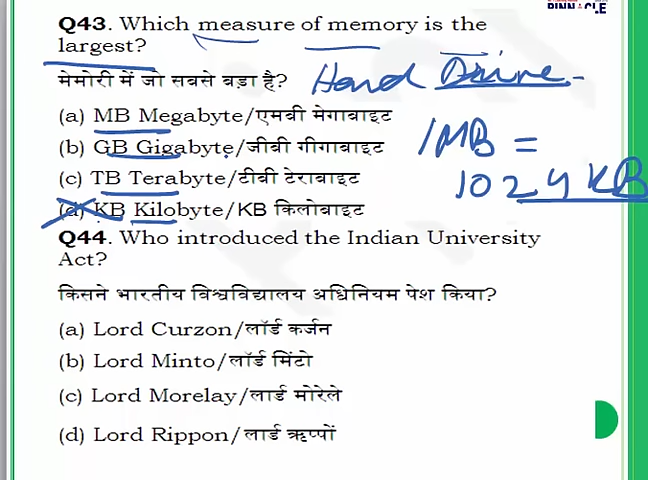 PINNACLE
Q43. Which measure of memory is the
largest?
मेमोरी में जो सबसे बड़ा है? Hard Drive -
(a) MB Megabyte/एमबी मेगाबाइट
(b) GB Gigabyte/जीबी गीगाबाइट 1MB =
(c) TB Terabyte/टीबी टेराबाइट 1024 KB
(d) KB Kilobyte/KB किलोबाइट
Q44. Who introduced the Indian University
Act?
किसने भारतीय विश्वविद्यालय अधिनियम पेश किया?
(a) Lord Curzon/लॉर्ड कर्जन
(b) Lord Minto/लॉर्ड मिंटो
(c) Lord Morelay/लार्ड मोरेले
(d) Lord Rippon/लार्ड ऋप्पों